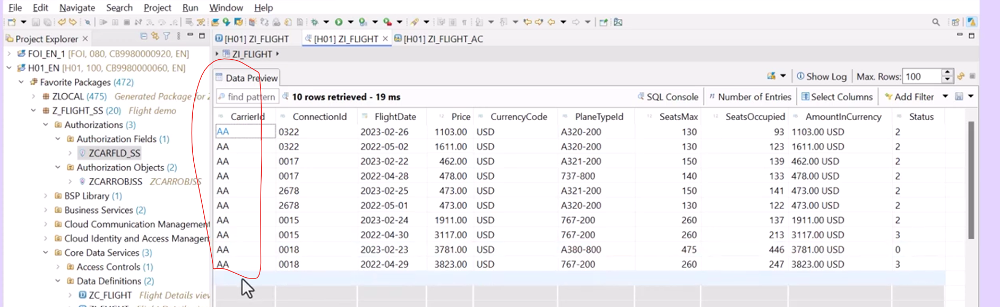 File Edit Navigate Search Project Run Window Help
Project Explorer
[H01] ZI_FLIGHT
[H01] ZI_FLIGHT
[H01] ZI_FLIGHT_AC
FOI_EN_1 [FOI, 080, CB9980000920, EN]
H01_EN [H01, 100, CB9980000060, EN]
Favorite Packages (472)
ZLOCAL (475) Generated Package for
Z_FLIGHT_SS (20) Flight demo
Authorizations (3)
Authorization Fields (1)
ZCARFLD_SS
Authorization Objects (2)
ZCARROBJSS ZCARROBJSS
BSP Library (1)
Business Services (2)
Cloud Communication Management
Cloud Identity and Access Manager
Core Data Services (3)
Access Controls (1)
Data Definitions (2)
ZC_FLIGHT Flight Details view
ZI_FLIGHT
Data Preview
Show Log Max. Rows: 100
find pattern 10 rows retrieved - 19 ms SQL Console Number of Entries Select Columns Add Filter
CarrierId ConnectionId FlightDate Price CurrencyCode PlaneTypeId SeatsMax SeatsOccupied AmountInCurrency Status
AA 0322 2023-02-26 1103.00 USD A320-200 130 93 1103.00 USD 2
AA 0322 2022-05-02 1611.00 USD A320-200 130 123 1611.00 USD 2
AA 0017 2023-02-22 462.00 USD A321-200 150 139 462.00 USD 2
AA 0017 2022-04-28 478.00 USD 737-800 140 133 478.00 USD 2
AA 2678 2023-02-25 473.00 USD A321-200 150 141 473.00 USD 2
AA 2678 2022-05-01 473.00 USD A320-200 130 122 473.00 USD 2
AA 0015 2023-02-24 1911.00 USD 767-200 260 137 1911.00 USD 2
AA 0015 2022-04-30 3117.00 USD 767-200 260 213 3117.00 USD 3
AA 0018 2023-02-23 3781.00 USD A380-800 475 446 3781.00 USD 0
AA 0018 2022-04-29 3823.00 USD 767-200 260 247 3823.00 USD 3